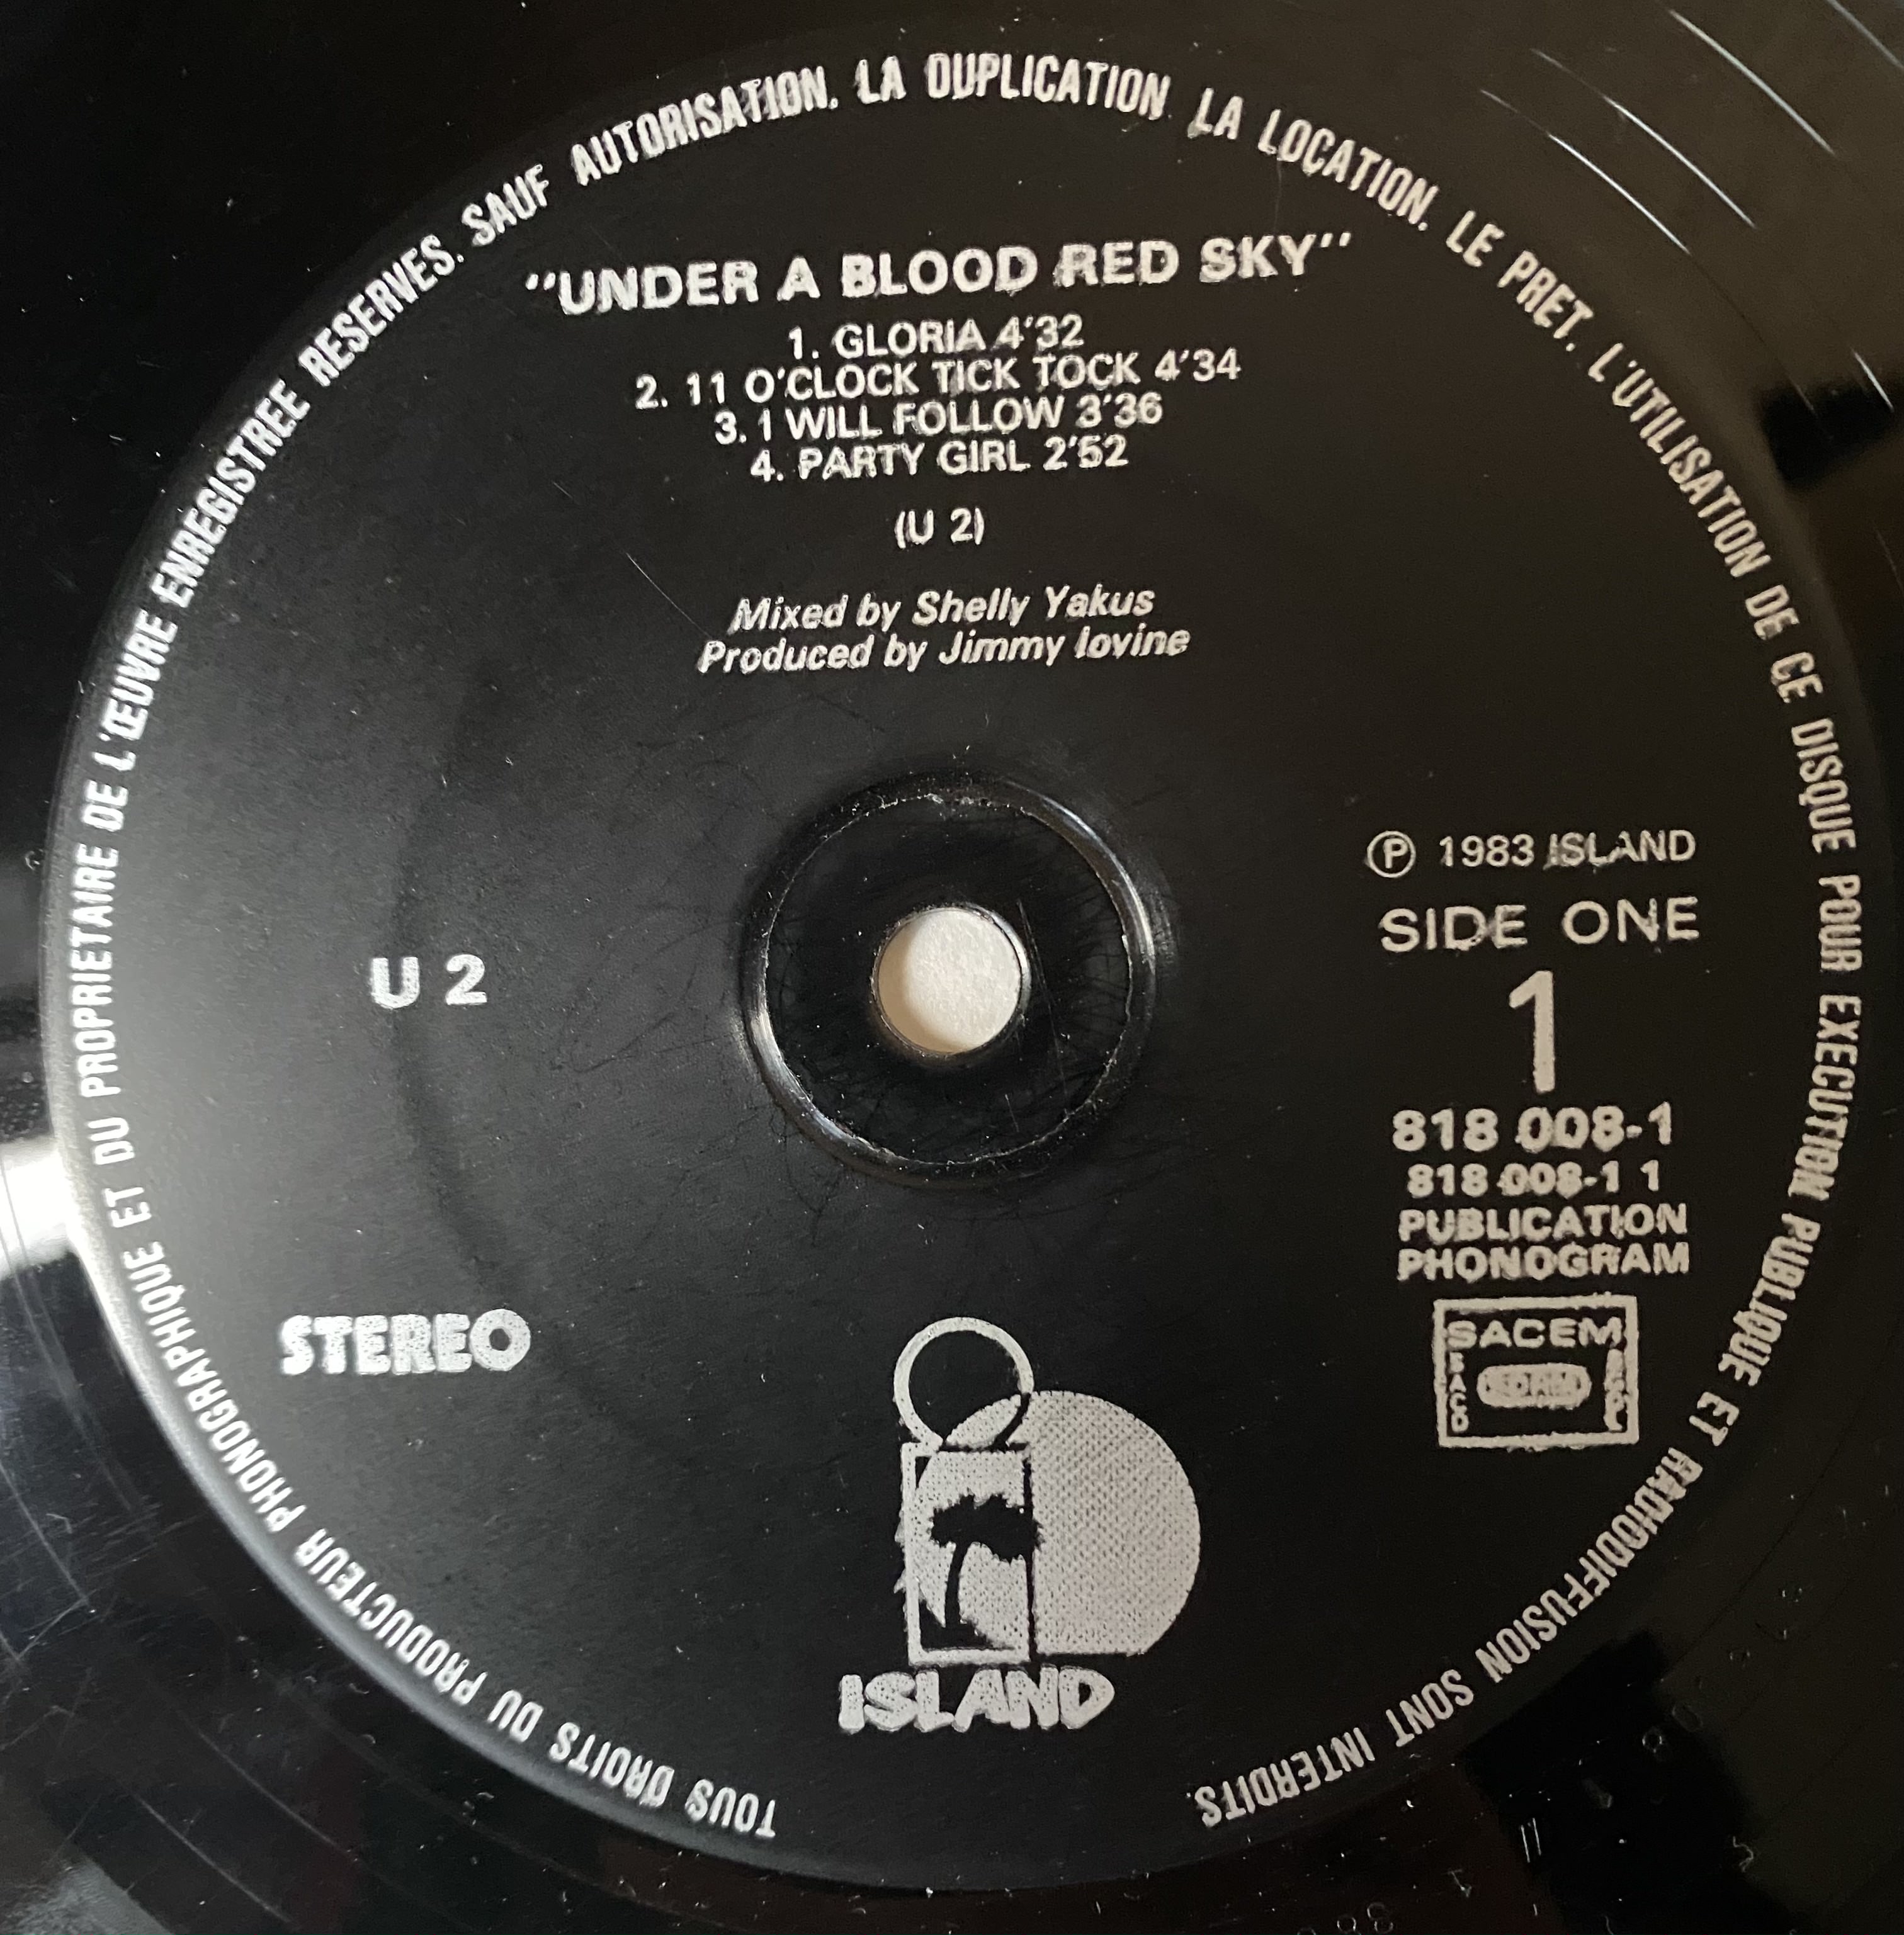 TOUS DROITS DU PRODUCTEUR PHONOGRAPHIQUE ET DU PROPRIETAIRE DE L'ŒUVRE ENREGISTREE RESERVES. SAUF AUTORISATION. LA DUPLICATION LA LOCATION. LE PRET. L'UTILISATION DE CE DISQUE POUR EXECUTION PUBLIQUE ET RADIODIFFUSION SONT INTERDITS.
"UNDER A BLOOD RED SKY"
1. GLORIA 4'32
2. 11 O'CLOCK TICK TOCK 4'34
3. I WILL FOLLOW 3'36
4. PARTY GIRL 2'52
(U 2)
Mixed by Shelly Yakus
Produced by Jimmy Iovine
U 2
STEREO
Ⓟ 1983 ISLAND
SIDE ONE
1
818 008-1
818 008-1 1
PUBLICATION
PHONOGRAM
SACEM
SACD
ISLAND